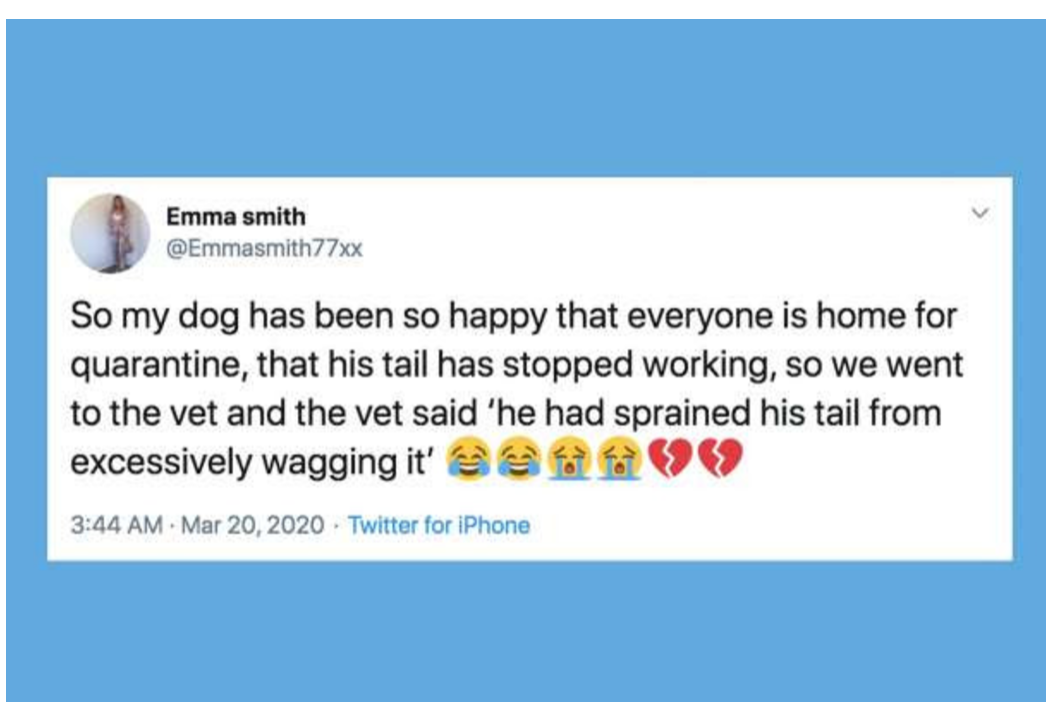 Emma smith
@Emmasmith77xx
So my dog has been so happy that everyone is home for
quarantine, that his tail has stopped working, so we went
to the vet and the vet said ‘he had sprained his tail from
excessively wagging it’ 😂😂😭😭💔💔
3:44 AM · Mar 20, 2020 · Twitter for iPhone